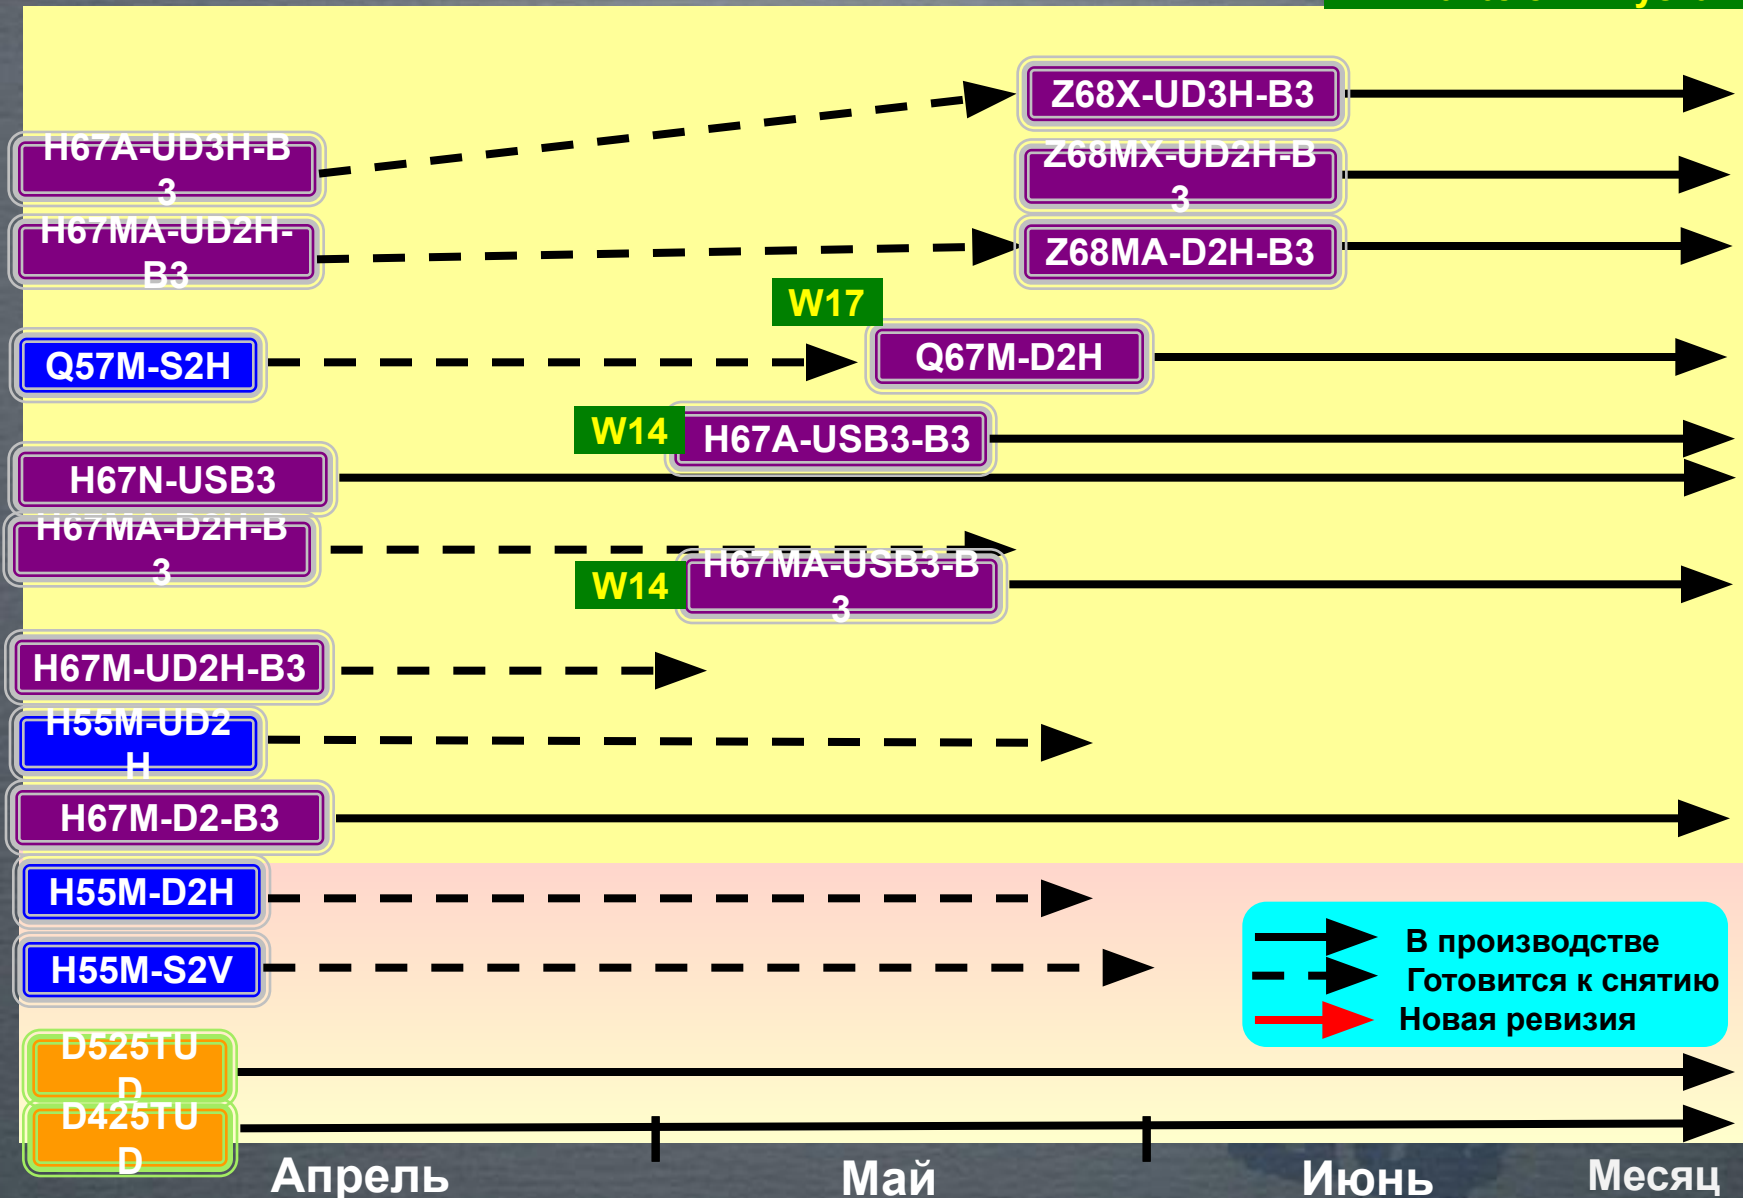 Z68X-UD3H-B3
H67A-UD3H-B
3
Z68MX-UD2H-B
3
H67MA-UD2H-
B3
Z68MA-D2H-B3
W17
Q57M-S2H
Q67M-D2H
W14
H67A-USB3-B3
H67N-USB3
H67MA-D2H-B
3
W14
H67MA-USB3-B
3
H67M-UD2H-B3
H55M-UD2
H
H67M-D2-B3
H55M-D2H
H55M-S2V
В производстве
Готовится к снятию
Новая ревизия
D525TU
D
D425TU
D
Апрель
Май
Июнь
Месяц